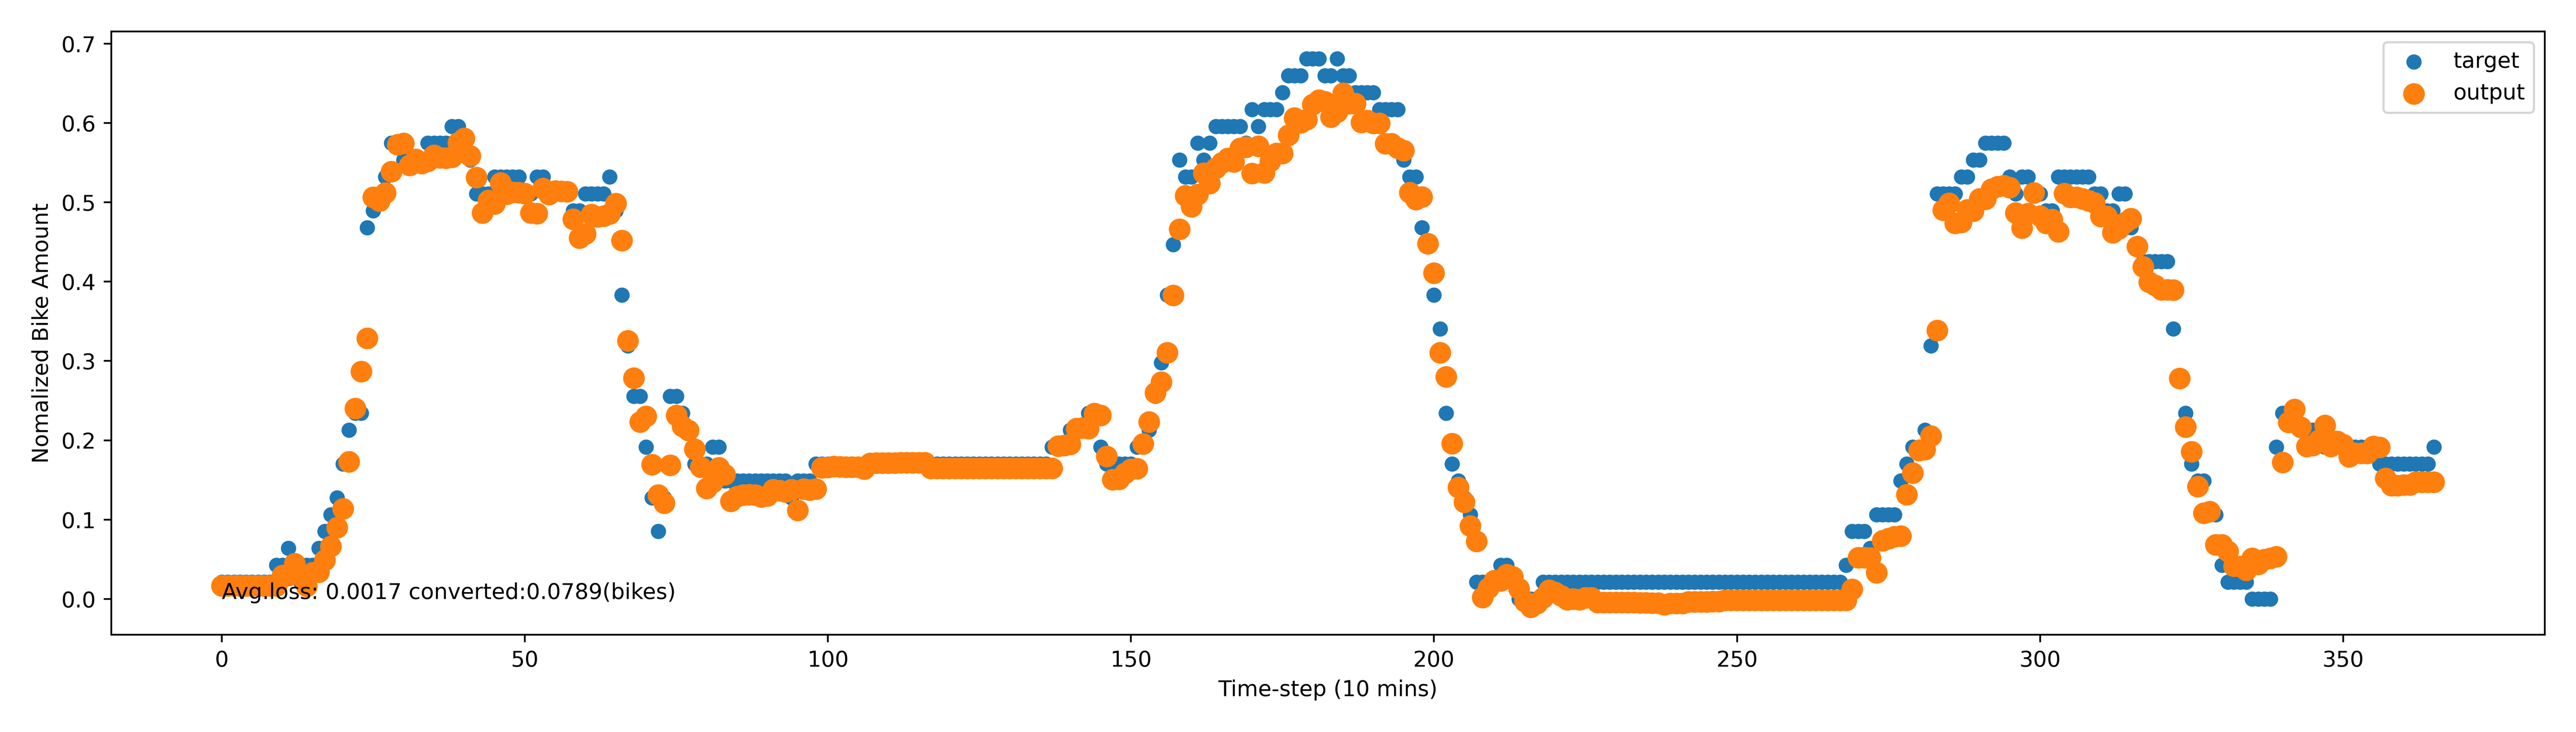 0.7
0.6
0.5
0.4
0.3
0.2
0.1
0.0
Nomalized Bike Amount
target
output
Avg.loss: 0.0017 converted:0.0789(bikes)
0 50 100 150 200 250 300 350
Time-step (10 mins)